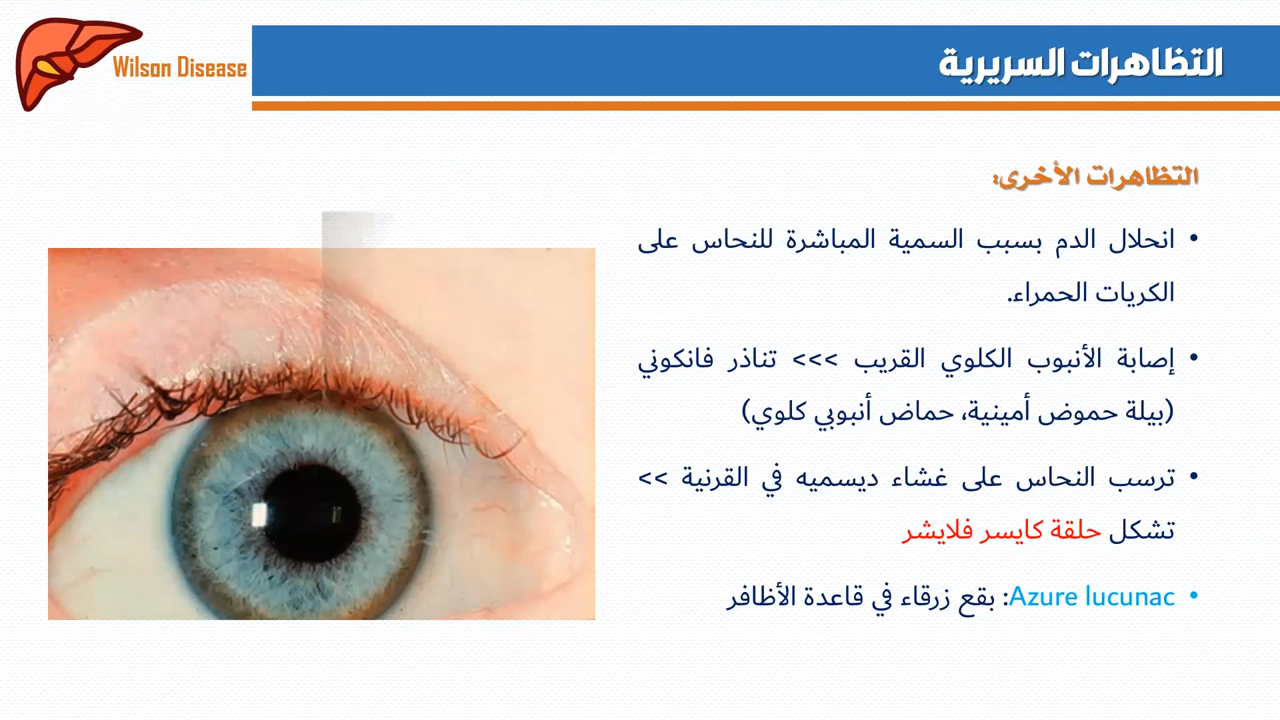 Wilson Disease
التظاهرات السريرية
التظاهرات الأخرى:
• انحلال الدم بسبب السمية المباشرة للنحاس على
الكريات الحمراء.
• إصابة الأنبوب الكلوي القريب >>> تناذر فانكوني
(بيلة حموض أمينية، حماض أنبوبي كلوي)
• ترسب النحاس على غشاء ديسميه في القرنية >>
تشكل حلقة كايسر فلايشر
• Azure lucunac: بقع زرقاء في قاعدة الأظافر